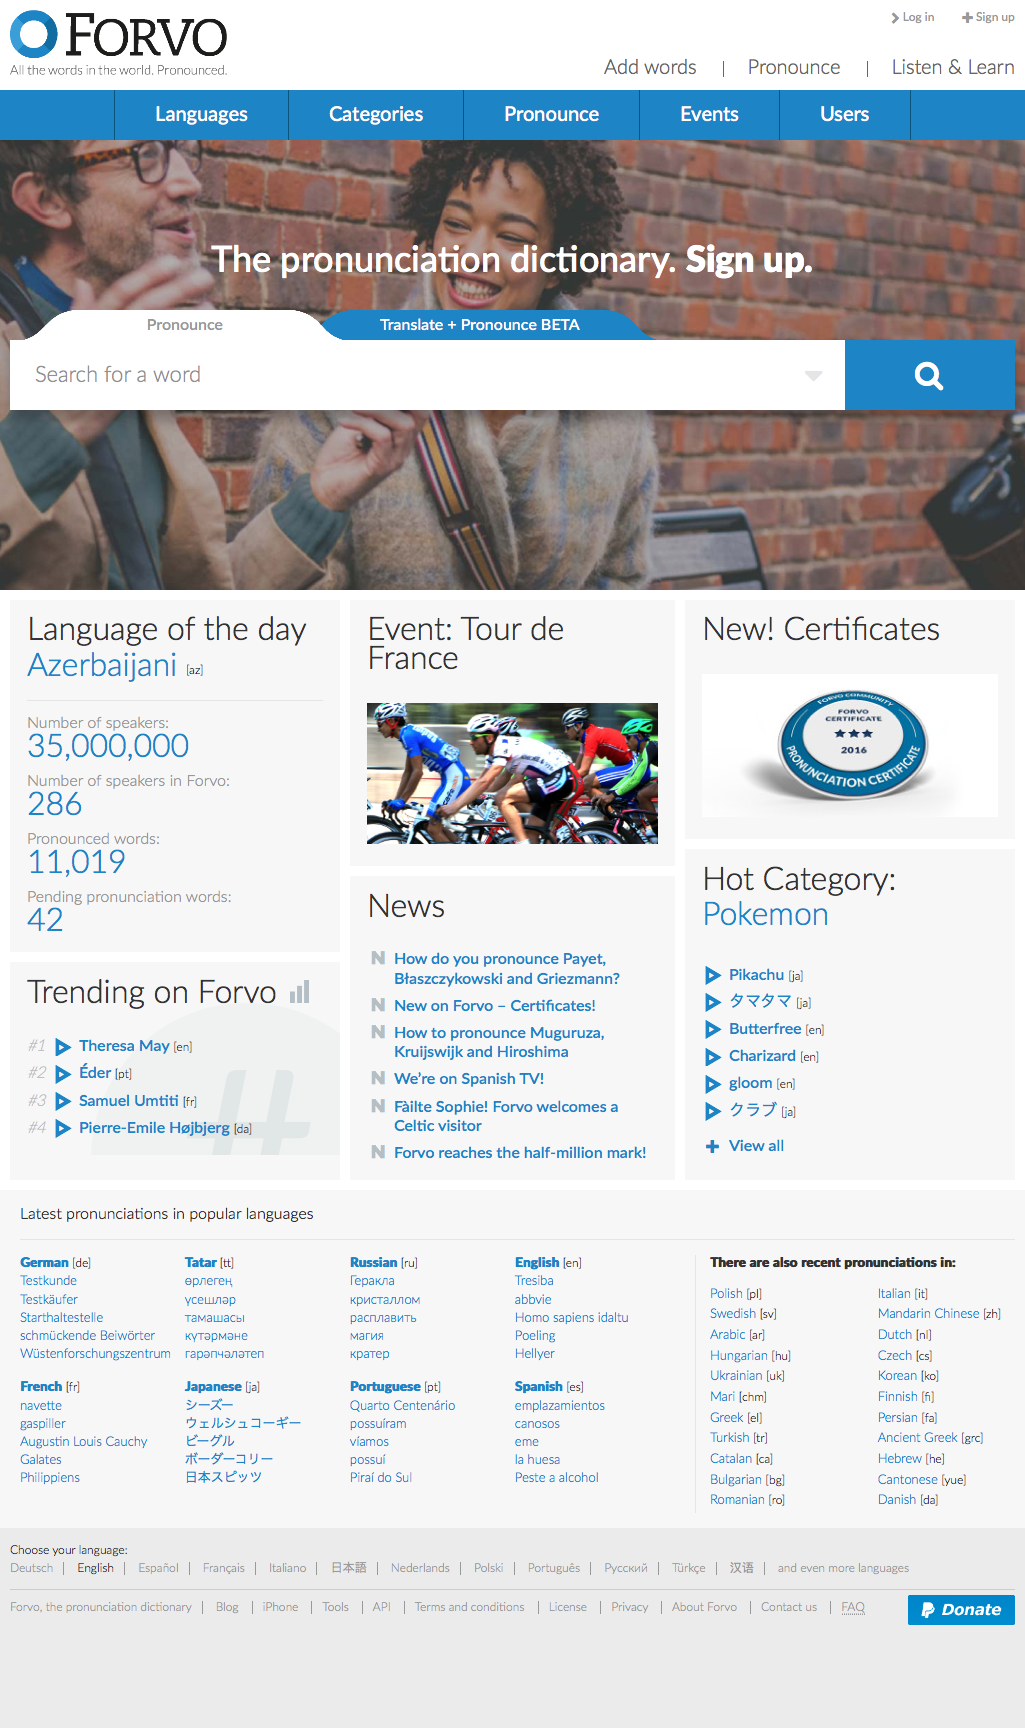 FORVO
All the words in the world. Pronounced.
Log in
Sign up
Add words | Pronounce | Listen & Learn
Languages
Categories
Pronounce
Events
Users
The pronunciation dictionary. Sign up.
Pronounce
Translate + Pronounce BETA
Search for a word
Language of the day
Azerbaijani [az]
Number of speakers:
35,000,000
Number of speakers in Forvo:
286
Pronounced words:
11,019
Pending pronunciation words:
42
Trending on Forvo
#
#1 Theresa May [en]
#2 Éder [pt]
#3 Samuel Umtiti [fr]
#4 Pierre-Emile Højbjerg [da]
Event: Tour de
France
News
N How do you pronounce Payet,
Błaszczykowski and Griezmann?
N New on Forvo – Certificates!
N How to pronounce Muguruza,
Kruijswijk and Hiroshima
N We're on Spanish TV!
N Fàilte Sophie! Forvo welcomes a
Celtic visitor
N Forvo reaches the half-million mark!
New! Certificates
FORVO COMMUNITY
FORVO
CERTIFICATE
2016
PRONUNCIATION CERTIFICATE
Hot Category:
Pokemon
Pikachu [ja]
タマタマ [ja]
Butterfree [en]
Charizard [en]
gloom [en]
クラブ [ja]
View all
Latest pronunciations in popular languages
German [de]
Testkunde
Testkäufer
Starthaltestelle
schmückende Beiwörter
Wüstenforschungszentrum
Tatar [tt]
өрлегең
үсешләр
тамашасы
күтәрмәне
гарәпчәләтеп
Russian [ru]
Геракла
кристаллом
расплавить
магия
кратер
English [en]
Tresiba
abbvie
Homo sapiens idaltu
Poeling
Hellyer
French [fr]
navette
gaspiller
Augustin Louis Cauchy
Galates
Philippiens
Japanese [ja]
シーズー
ウェルシュコーギー
ビーグル
ボーダーコリー
日本スピッツ
Portuguese [pt]
Quarto Centenário
possuíram
víamos
possuí
Piraí do Sul
Spanish [es]
emplazamientos
canosos
eme
la huesa
Peste a alcohol
There are also recent pronunciations in:
Polish [pl]
Swedish [sv]
Arabic [ar]
Hungarian [hu]
Ukrainian [uk]
Mari [chm]
Greek [el]
Turkish [tr]
Catalan [ca]
Bulgarian [bg]
Romanian [ro]
Italian [it]
Mandarin Chinese [zh]
Dutch [nl]
Czech [cs]
Korean [ko]
Finnish [fi]
Persian [fa]
Ancient Greek [grc]
Hebrew [he]
Cantonese [yue]
Danish [da]
Choose your language:
Deutsch | English | Español | Français | Italiano | 日本語 | Nederlands | Polski | Português | Русский | Türkçe | 汉语 | and even more languages
Forvo, the pronunciation dictionary | Blog | iPhone | Tools | API | Terms and conditions | License | Privacy | About Forvo | Contact us | FAQ
Donate